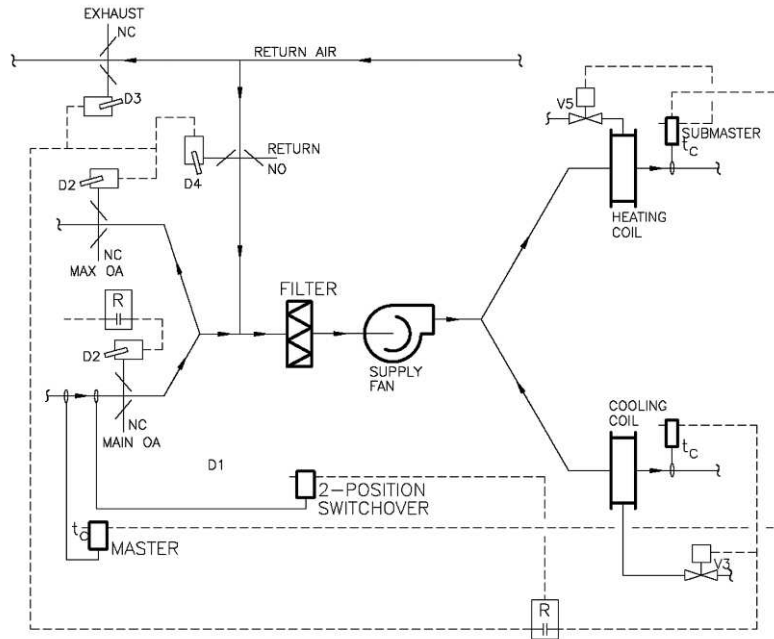 EXHAUST
NC
RETURN AIR
D3
V5
SUBMASTER
tc
RETURN
NO
D2
D4
HEATING
COIL
NC
MAX OA
FILTER
R
D2
SUPPLY
FAN
COOLING
COIL
NC
MAIN OA
tc
D1
2-POSITION
SWITCHOVER
to
MASTER
V3
R